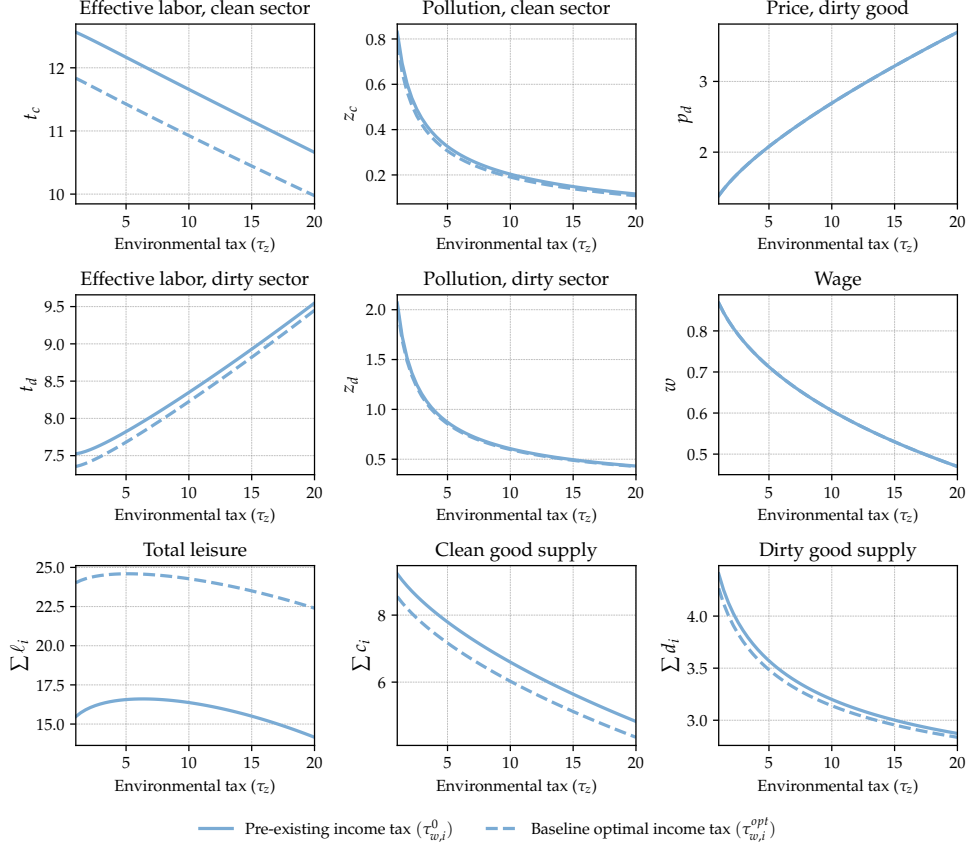 Effective labor, clean sector
Pollution, clean sector
Price, dirty good
12
11
10
t_c
5 10 15 20
Environmental tax (τ_z)
0.8
0.6
0.4
0.2
z_c
5 10 15 20
Environmental tax (τ_z)
3
2
p_d
5 10 15 20
Environmental tax (τ_z)
Effective labor, dirty sector
Pollution, dirty sector
Wage
9.5
9.0
8.5
8.0
7.5
t_d
5 10 15 20
Environmental tax (τ_z)
2.0
1.5
1.0
0.5
z_d
5 10 15 20
Environmental tax (τ_z)
0.8
0.7
0.6
0.5
w
5 10 15 20
Environmental tax (τ_z)
Total leisure
Clean good supply
Dirty good supply
25.0
22.5
20.0
17.5
15.0
∑ ℓ_i
5 10 15 20
Environmental tax (τ_z)
8
6
∑ c_i
5 10 15 20
Environmental tax (τ_z)
4.0
3.5
3.0
∑ d_i
5 10 15 20
Environmental tax (τ_z)
Pre-existing income tax (τ^0_{w,i})
Baseline optimal income tax (τ^{opt}_{w,i})